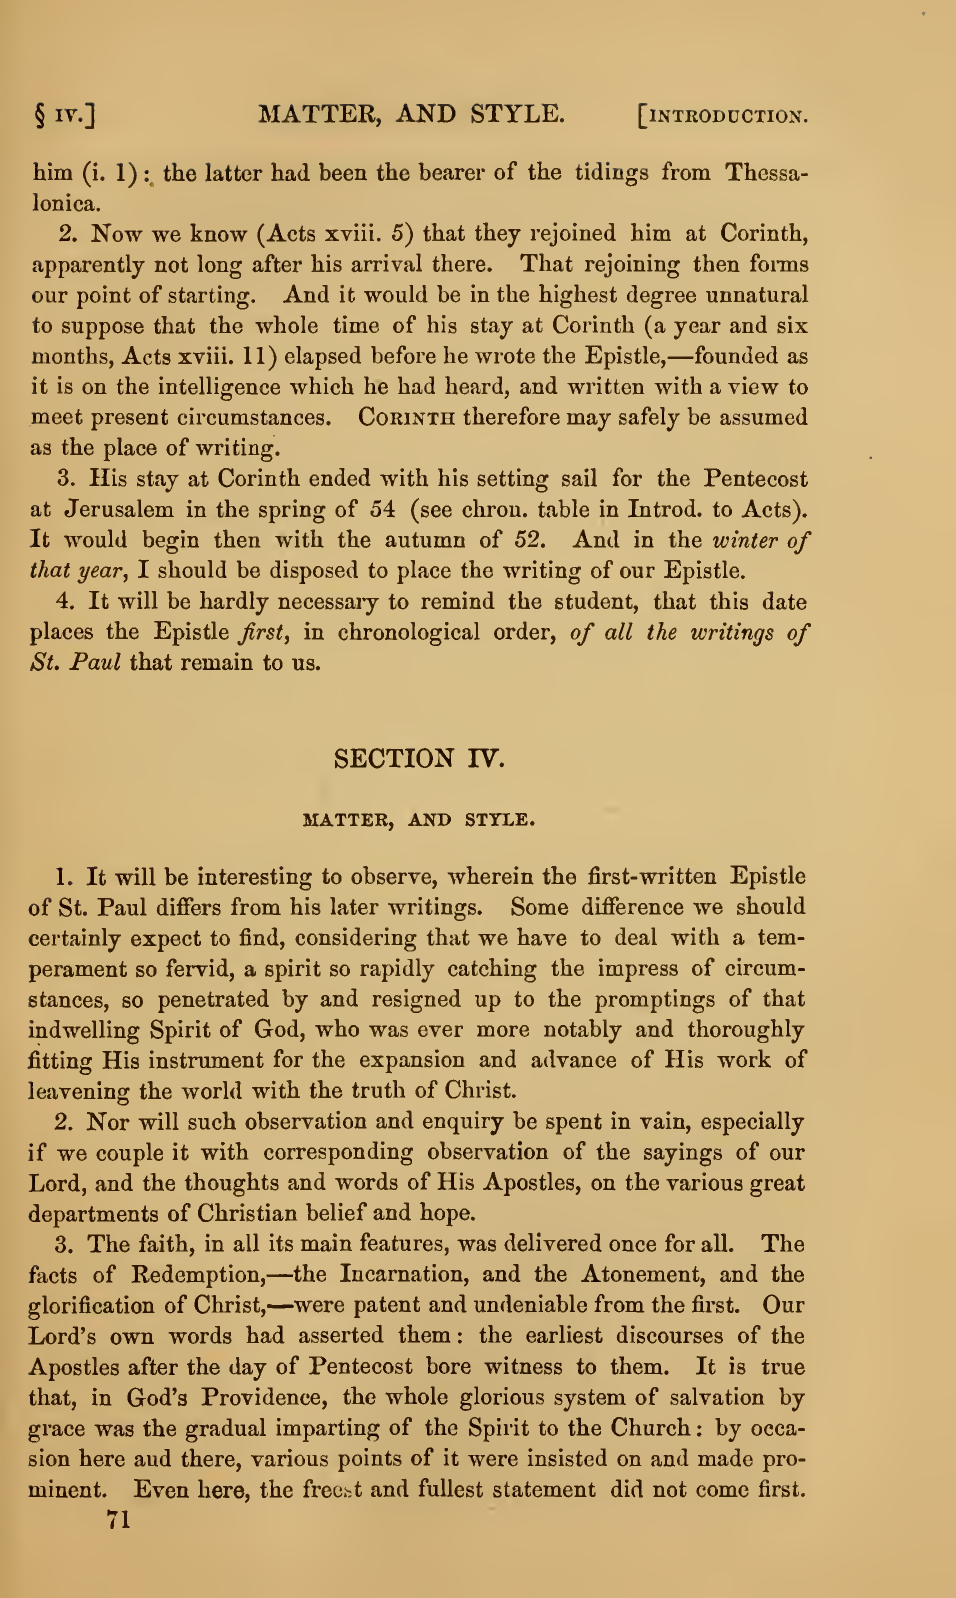 § IV.] MATTER, AND STYLE. [INTRODUCTION.
him (i. 1): the latter had been the bearer of the tidings from Thessa-
lonica.
2. Now we know (Acts xviii. 5) that they rejoined him at Corinth,
apparently not long after his arrival there. That rejoining then forms
our point of starting. And it would be in the highest degree unnatural
to suppose that the whole time of his stay at Corinth (a year and six
months, Acts xviii. 11) elapsed before he wrote the Epistle,—founded as
it is on the intelligence which he had heard, and written with a view to
meet present circumstances. CORINTH therefore may safely be assumed
as the place of writing.
3. His stay at Corinth ended with his setting sail for the Pentecost
at Jerusalem in the spring of 54 (see chron. table in Introd. to Acts).
It would begin then with the autumn of 52. And in the winter of
that year, I should be disposed to place the writing of our Epistle.
4. It will be hardly necessary to remind the student, that this date
places the Epistle first, in chronological order, of all the writings of
St. Paul that remain to us.
SECTION IV.
MATTER, AND STYLE.
1. It will be interesting to observe, wherein the first-written Epistle
of St. Paul differs from his later writings. Some difference we should
certainly expect to find, considering that we have to deal with a tem-
perament so fervid, a spirit so rapidly catching the impress of circum-
stances, so penetrated by and resigned up to the promptings of that
indwelling Spirit of God, who was ever more notably and thoroughly
fitting His instrument for the expansion and advance of His work of
leavening the world with the truth of Christ.
2. Nor will such observation and enquiry be spent in vain, especially
if we couple it with corresponding observation of the sayings of our
Lord, and the thoughts and words of His Apostles, on the various great
departments of Christian belief and hope.
3. The faith, in all its main features, was delivered once for all. The
facts of Redemption,—the Incarnation, and the Atonement, and the
glorification of Christ,—were patent and undeniable from the first. Our
Lord's own words had asserted them: the earliest discourses of the
Apostles after the day of Pentecost bore witness to them. It is true
that, in God's Providence, the whole glorious system of salvation by
grace was the gradual imparting of the Spirit to the Church: by occa-
sion here and there, various points of it were insisted on and made pro-
minent. Even here, the freest and fullest statement did not come first.
71